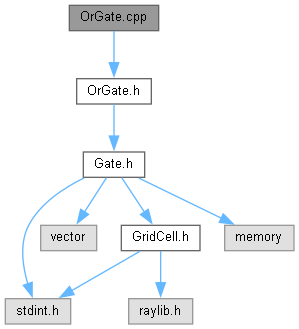 OrGate.cpp
OrGate.h
Gate.h
vector
GridCell.h
memory
stdint.h
raylib.h